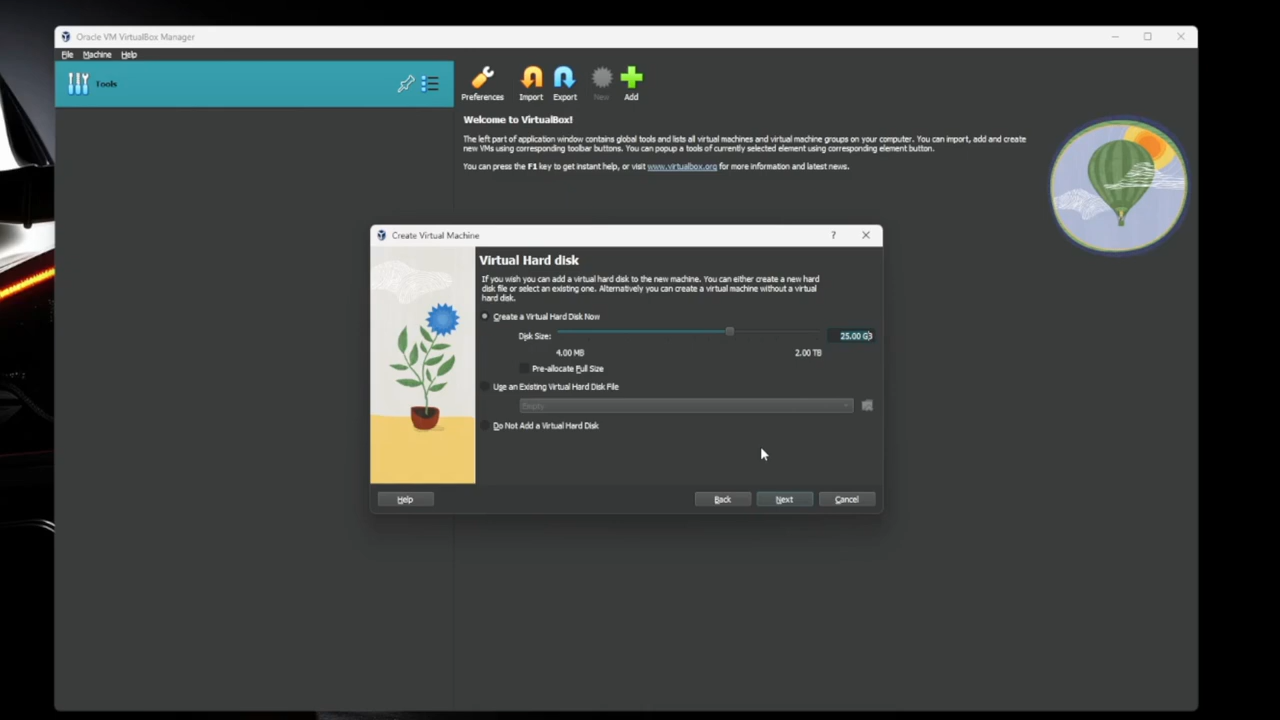 Oracle VM VirtualBox Manager
File Machine Help
Tools
Preferences Import Export New Add
Welcome to VirtualBox!
The left part of application window contains global tools and lists all virtual machines and virtual machine groups on your computer. You can import, add and create
new VMs using corresponding toolbar buttons. You can popup a tools of currently selected element using corresponding element button.
You can press the F1 key to get instant help, or visit www.virtualbox.org for more information and latest news.
Create Virtual Machine
?
Virtual Hard disk
If you wish you can add a virtual hard disk to the new machine. You can either create a new hard
disk file or select an existing one. Alternatively you can create a virtual machine without a virtual
hard disk.
Create a Virtual Hard Disk Now
Disk Size: 25.00 GB
4.00 MB 2.00 TB
Pre-allocate Full Size
Use an Existing Virtual Hard Disk File
Empty
Do Not Add a Virtual Hard Disk
Help Back Next Cancel